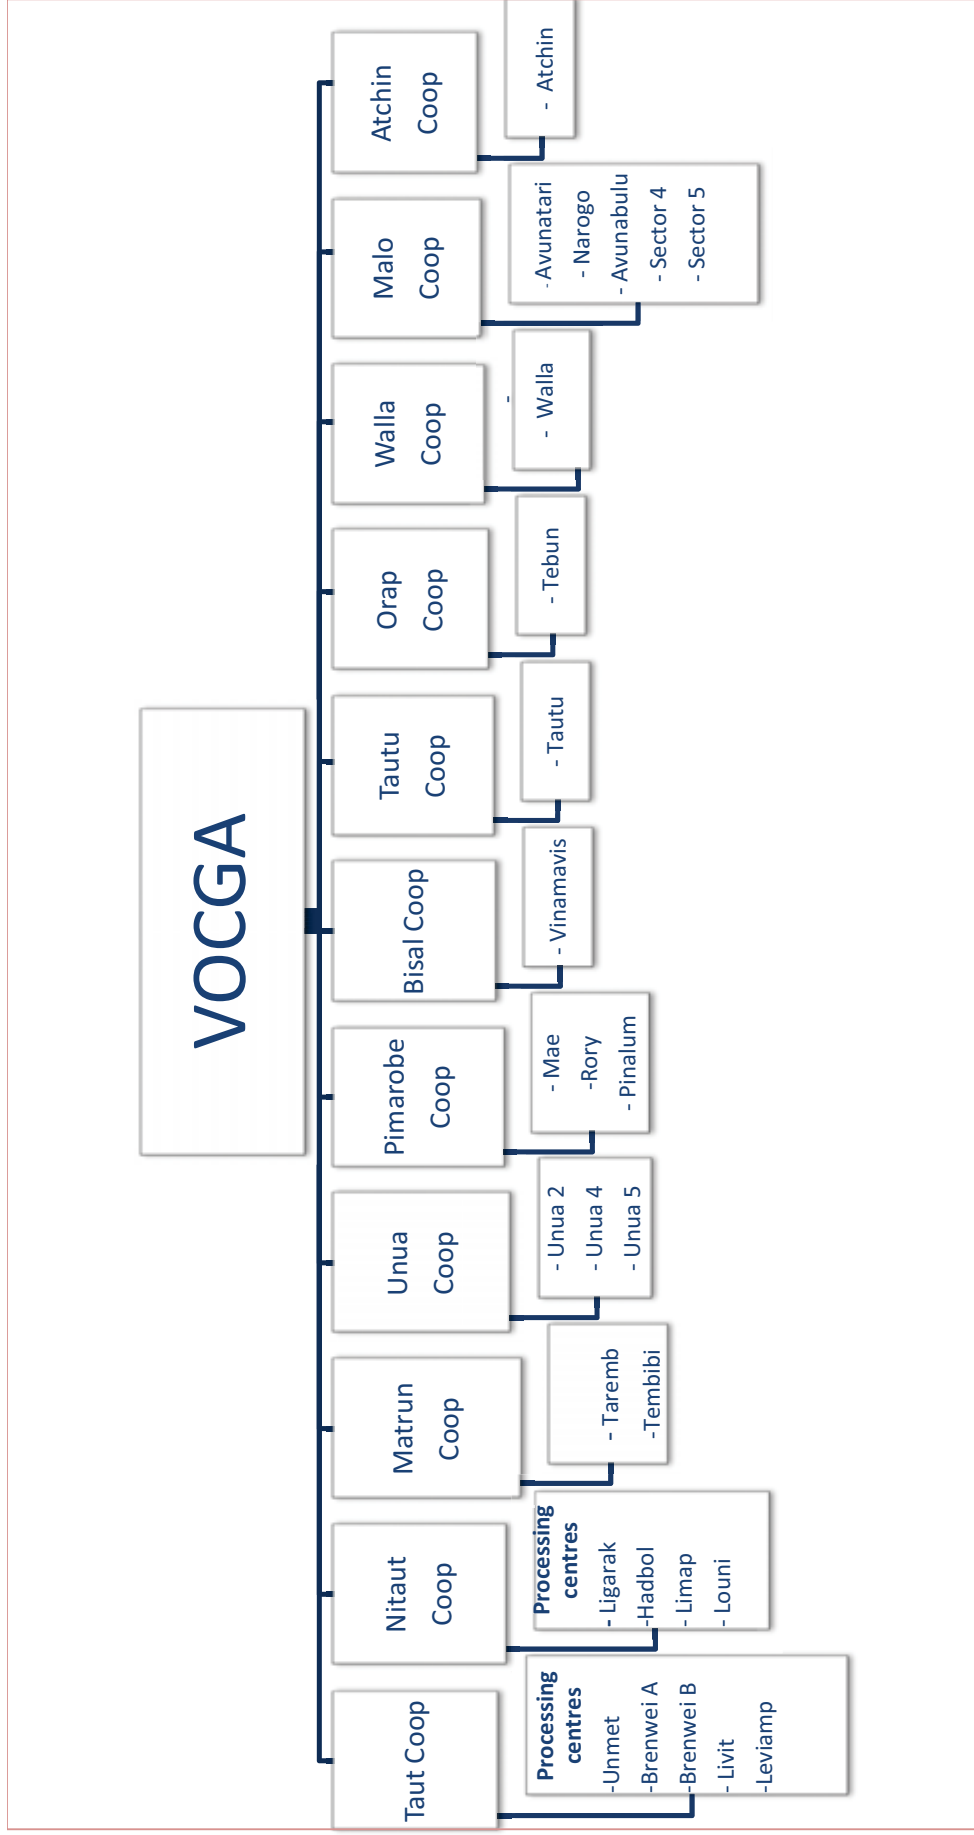 VOCGA
Taut Coop
Nitaut
Coop
Matrun
Coop
Unua
Coop
Pimarobe
Coop
Bisal Coop
Tautu
Coop
Orap
Coop
Walla
Coop
Malo
Coop
Atchin
Coop
Processing
centres
-Unmet
-Brenwei A
-Brenwei B
- Livit
-Leviamp
Processing
centres
- Ligarak
-Hadbol
- Limap
- Louni
- Taremb
-Tembibi
- Unua 2
- Unua 4
- Unua 5
- Mae
-Rory
- Pinalum
- Vinamavis
- Tautu
- Tebun
-
- Walla
- Avunatari
- Narogo
- Avunabulu
- Sector 4
- Sector 5
- Atchin